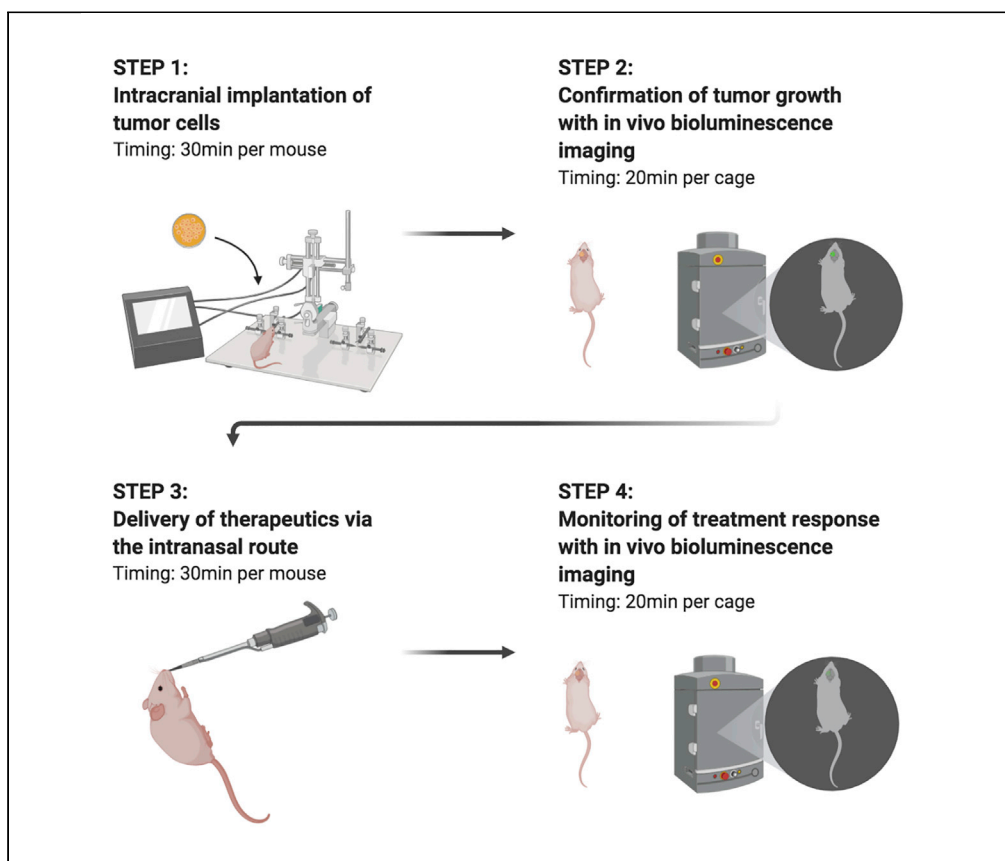 STEP 1:
Intracranial implantation of
tumor cells
Timing: 30min per mouse
STEP 2:
Confirmation of tumor growth
with in vivo bioluminescence
imaging
Timing: 20min per cage
STEP 3:
Delivery of therapeutics via
the intranasal route
Timing: 30min per mouse
STEP 4:
Monitoring of treatment response
with in vivo bioluminescence
imaging
Timing: 20min per cage